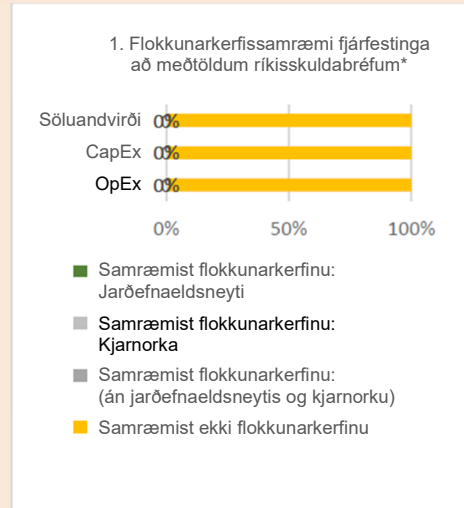 1. Flokkunarkerfissamræmi fjárfestinga
að meðtöldum ríkisskuldabréfum*
Söluandvirði 0%
CapEx 0%
OpEx 0%
0% 50% 100%
Samræmist flokkunarkerfinu:
Jarðefnaeldsneyti
Samræmist flokkunarkerfinu:
Kjarnorka
Samræmist flokkunarkerfinu:
(án jarðefnaeldsneytis og kjarnorku)
Samræmist ekki flokkunarkerfinu